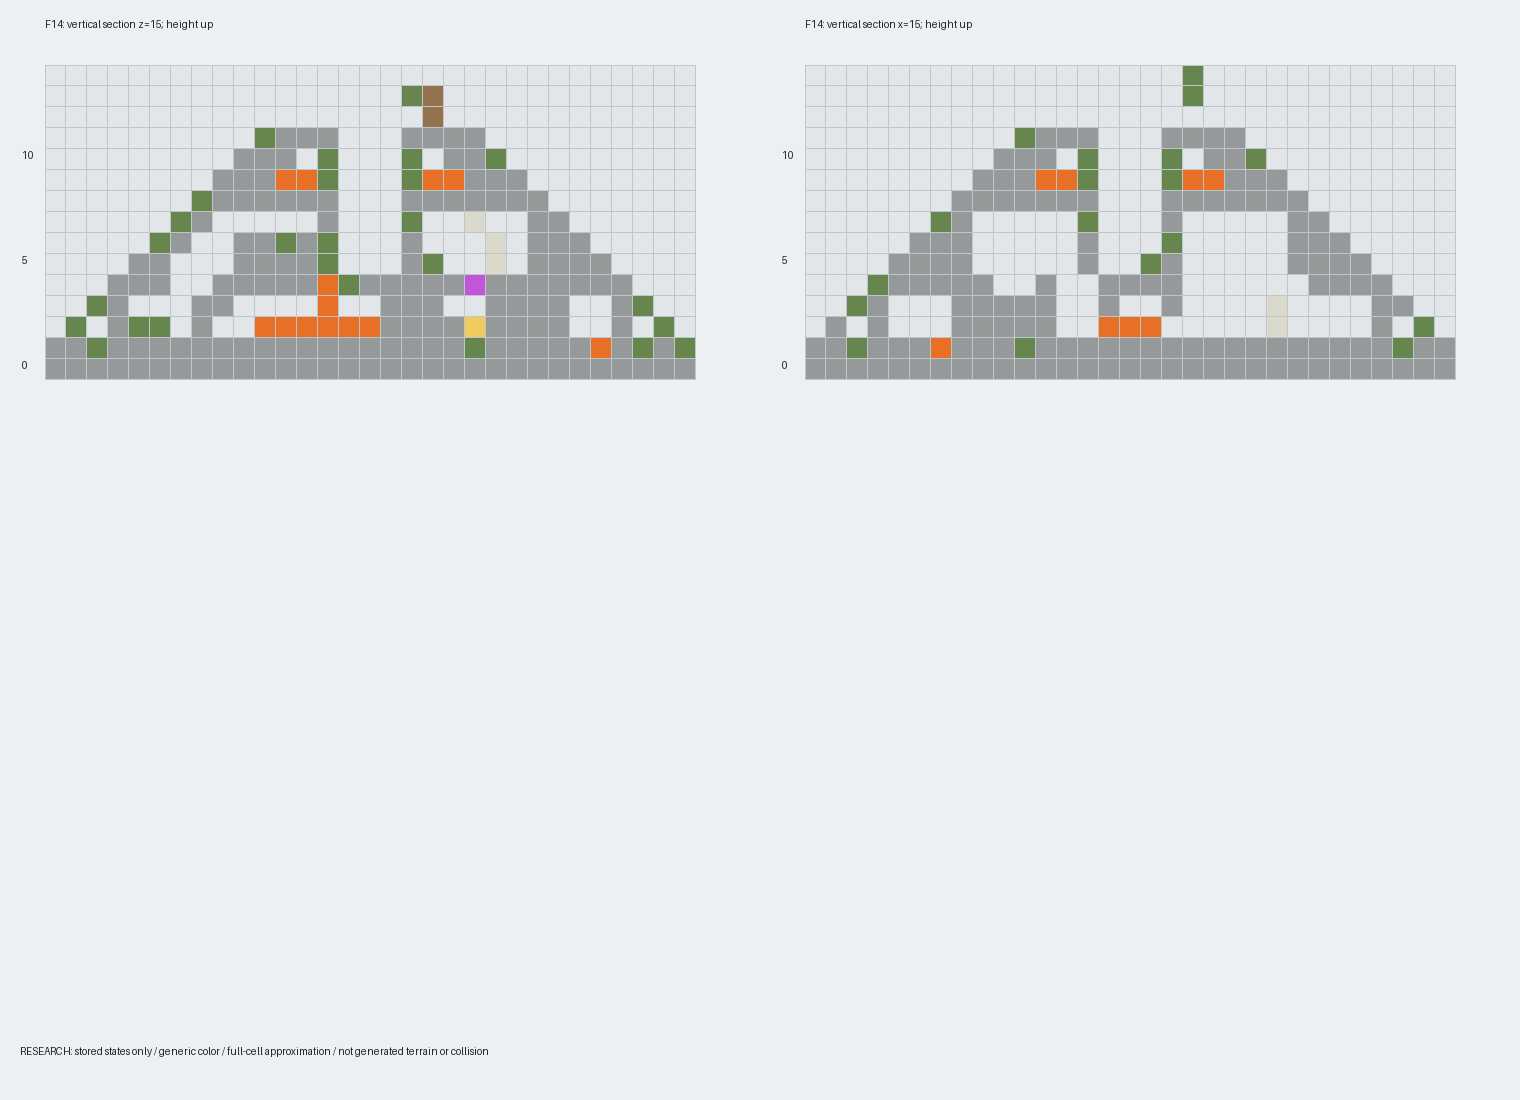 F14: vertical section z=15; height up
F14: vertical section x=15; height up
10
10
5
5
0
0
RESEARCH: stored states only / generic color / full-cell approximation / not generated terrain or collision